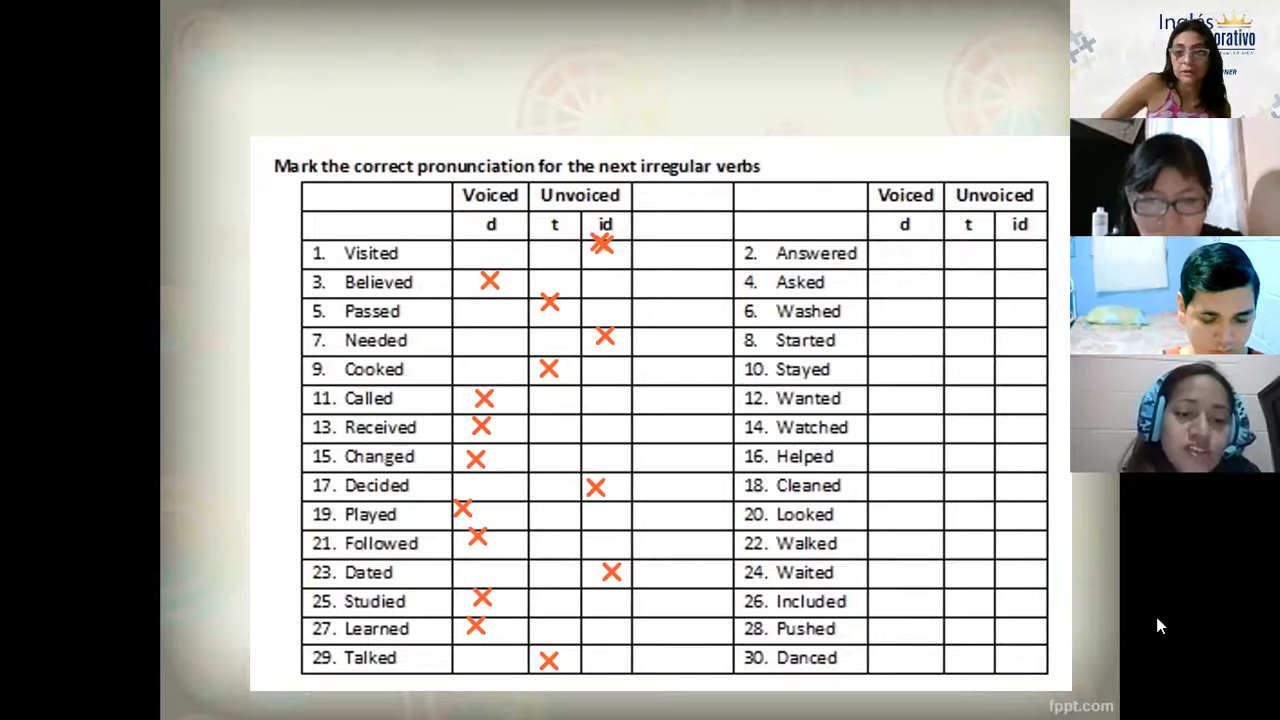 Inglés
orativo
NER
Mark the correct pronunciation for the next irregular verbs
Voiced Unvoiced Voiced Unvoiced
d t id d t id
1. Visited 2. Answered
3. Believed 4. Asked
5. Passed 6. Washed
7. Needed 8. Started
9. Cooked 10. Stayed
11. Called 12. Wanted
13. Received 14. Watched
15. Changed 16. Helped
17. Decided 18. Cleaned
19. Played 20. Looked
21. Followed 22. Walked
23. Dated 24. Waited
25. Studied 26. Included
27. Learned 28. Pushed
29. Talked 30. Danced
fppt.com